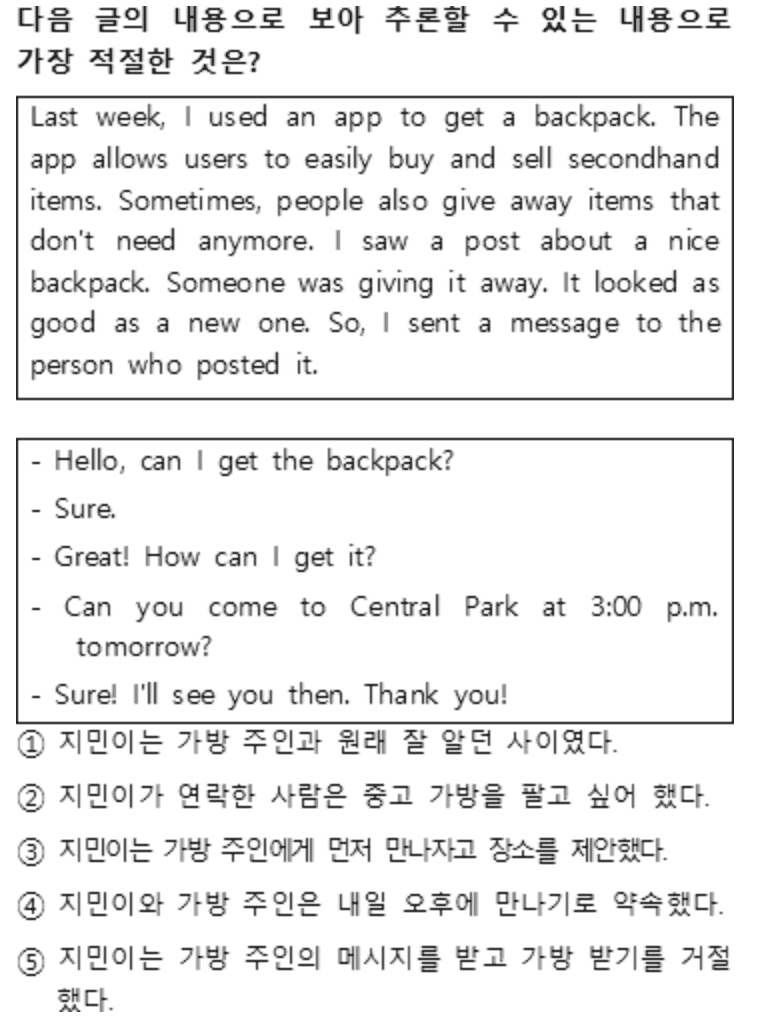 다음 글의 내용으로 보아 추론할 수 있는 내용으로
가장 적절한 것은?
Last week, I used an app to get a backpack. The
app allows users to easily buy and sell secondhand
items. Sometimes, people also give away items that
don't need anymore. I saw a post about a nice
backpack. Someone was giving it away. It looked as
good as a new one. So, I sent a message to the
person who posted it.
- Hello, can I get the backpack?
- Sure.
- Great! How can I get it?
- Can you come to Central Park at 3:00 p.m.
tomorrow?
- Sure! I'll see you then. Thank you!
① 지민이는 가방 주인과 원래 잘 알던 사이였다.
② 지민이가 연락한 사람은 중고 가방을 팔고 싶어 했다.
③ 지민이는 가방 주인에게 먼저 만나자고 장소를 제안했다.
④ 지민이와 가방 주인은 내일 오후에 만나기로 약속했다.
⑤ 지민이는 가방 주인의 메시지를 받고 가방 받기를 거절
했다.